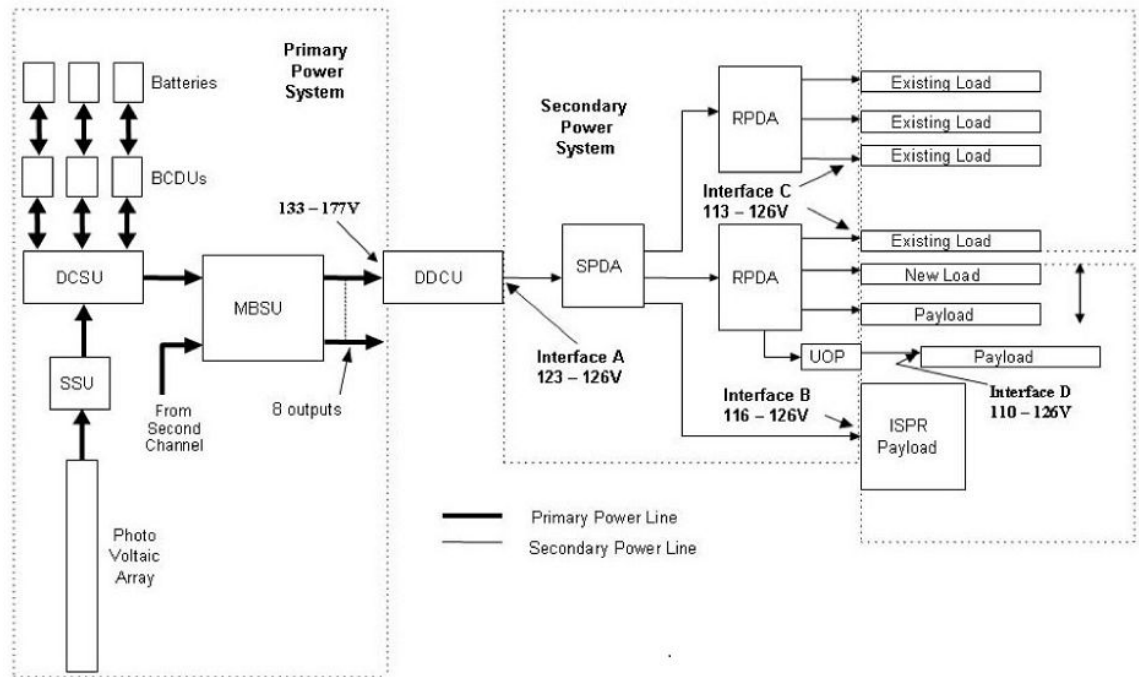 Primary
Power
System
Batteries
BCDUs
133 – 177V
DCSU
MBSU
DDCU
SSU
From
Second
Channel
8 outputs
Photo
Voltaic
Array
Secondary
Power
System
SPDA
RPDA
RPDA
UOP
Interface A
123 – 126V
Interface C
113 – 126V
Interface B
116 – 126V
Existing Load
Existing Load
Existing Load
Existing Load
New Load
Payload
Payload
Interface D
110 – 126V
ISPR
Payload
Primary Power Line
Secondary Power Line